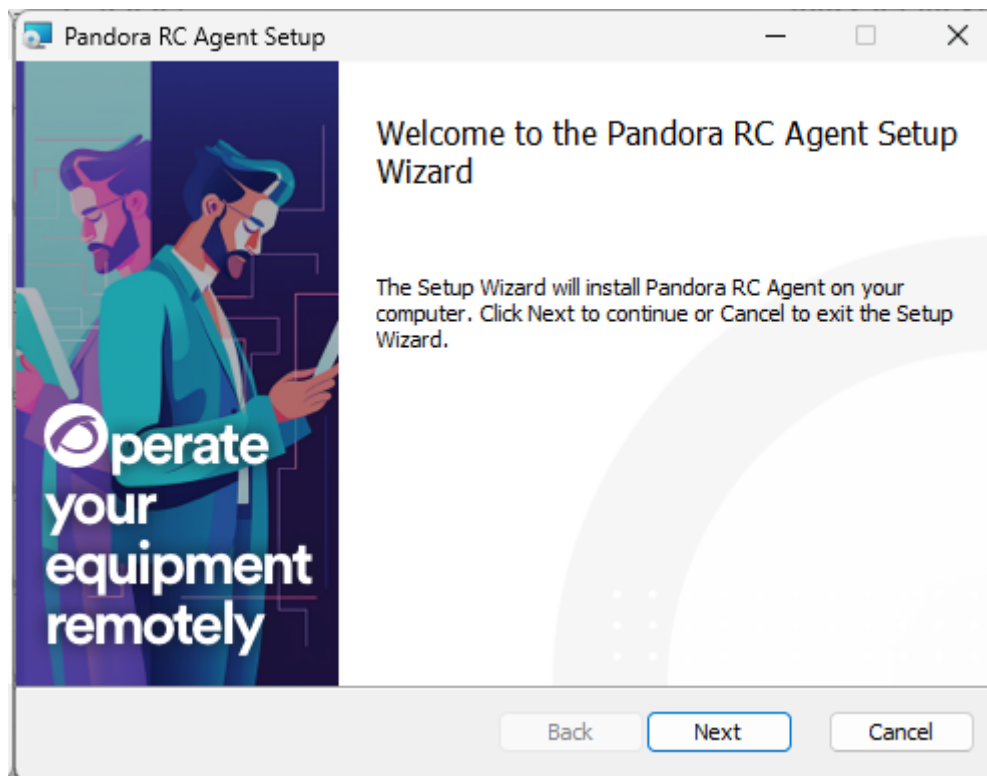 Pandora RC Agent Setup
Welcome to the Pandora RC Agent Setup
Wizard
The Setup Wizard will install Pandora RC Agent on your
computer. Click Next to continue or Cancel to exit the Setup
Wizard.
Operate
your
equipment
remotely
Back
Next
Cancel